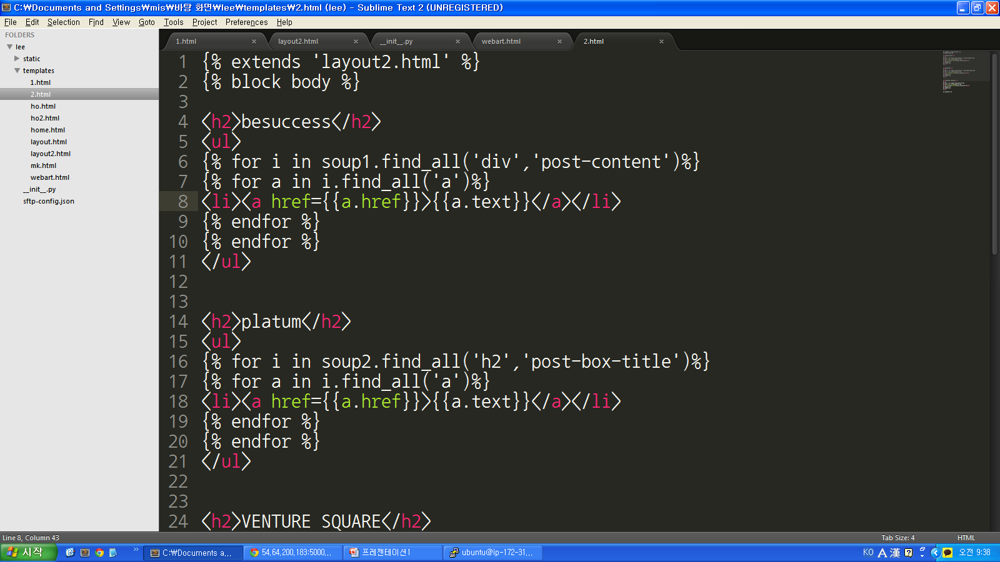 C:₩Documents and Settings₩mis₩바탕 화면₩lee₩templates₩2.html (lee) - Sublime Text 2 (UNREGISTERED)
File Edit Selection Find View Goto Tools Project Preferences Help
FOLDERS
lee
static
templates
1.html
2.html
ho.html
ho2.html
home.html
layout.html
layout2.html
mk.html
webart.html
__init__.py
sftp-config.json
1.html × layout2.html × __init__.py × webart.html × 2.html ×
1 {% extends 'layout2.html' %}
2 {% block body %}
3
4 <h2>besuccess</h2>
5 <ul>
6 {% for i in soup1.find_all('div','post-content')%}
7 {% for a in i.find_all('a')%}
8 <li><a href={{a.href}}>{{a.text}}</a></li>
9 {% endfor %}
10 {% endfor %}
11 </ul>
12
13
14 <h2>platum</h2>
15 <ul>
16 {% for i in soup2.find_all('h2','post-box-title')%}
17 {% for a in i.find_all('a')%}
18 <li><a href={{a.href}}>{{a.text}}</a></li>
19 {% endfor %}
20 {% endfor %}
21 </ul>
22
23
24 <h2>VENTURE SQUARE</h2>
Line 8, Column 43 Tab Size: 4 HTML
시작 C:₩Documents a... 54,64,200,183:5000,... 프레젠테이션1 ubuntu@ip-172-31... KO A 漢 오전 9:38